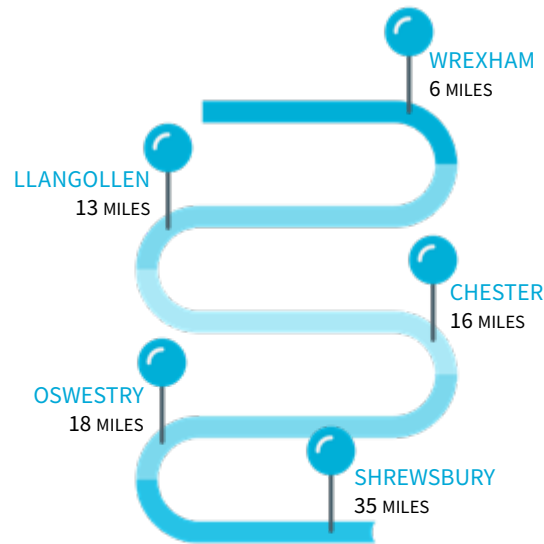 WREXHAM
6 MILES
LLANGOLLEN
13 MILES
CHESTER
16 MILES
OSWESTRY
18 MILES
SHREWSBURY
35 MILES